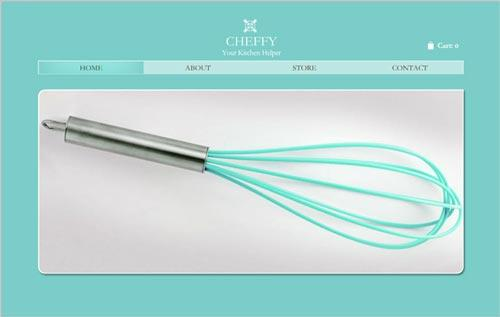 CHEFFY
Your Kitchen Helper
Cart: 0
HOME ABOUT STORE CONTACT